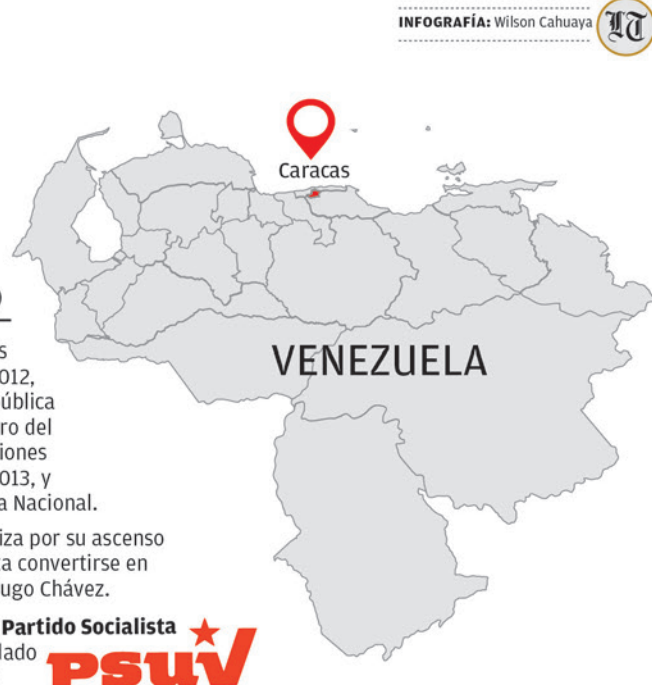 INFOGRAFÍA: Wilson Cahuaya
LT
Caracas
VENEZUELA
012,
ública
ro del
iones
013, y
a Nacional.
iza por su ascenso
a convertirse en
ugo Chávez.
Partido Socialista
lado
PSUV